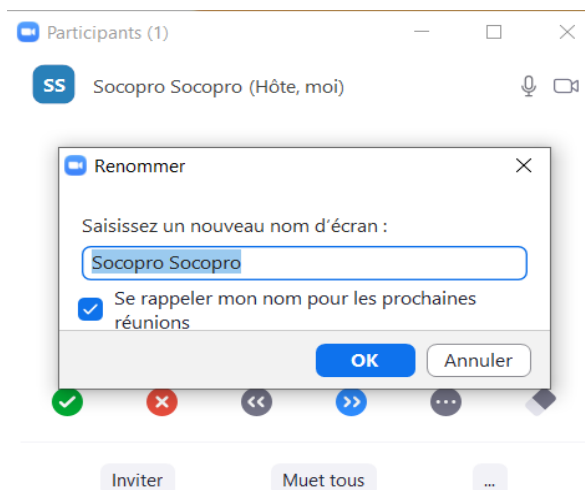 Participants (1)
SS Socopro Socopro (Hôte, moi)
Renommer
Saisissez un nouveau nom d'écran :
Socopro Socopro
Se rappeler mon nom pour les prochaines
réunions
OK Annuler
Inviter Muet tous ...